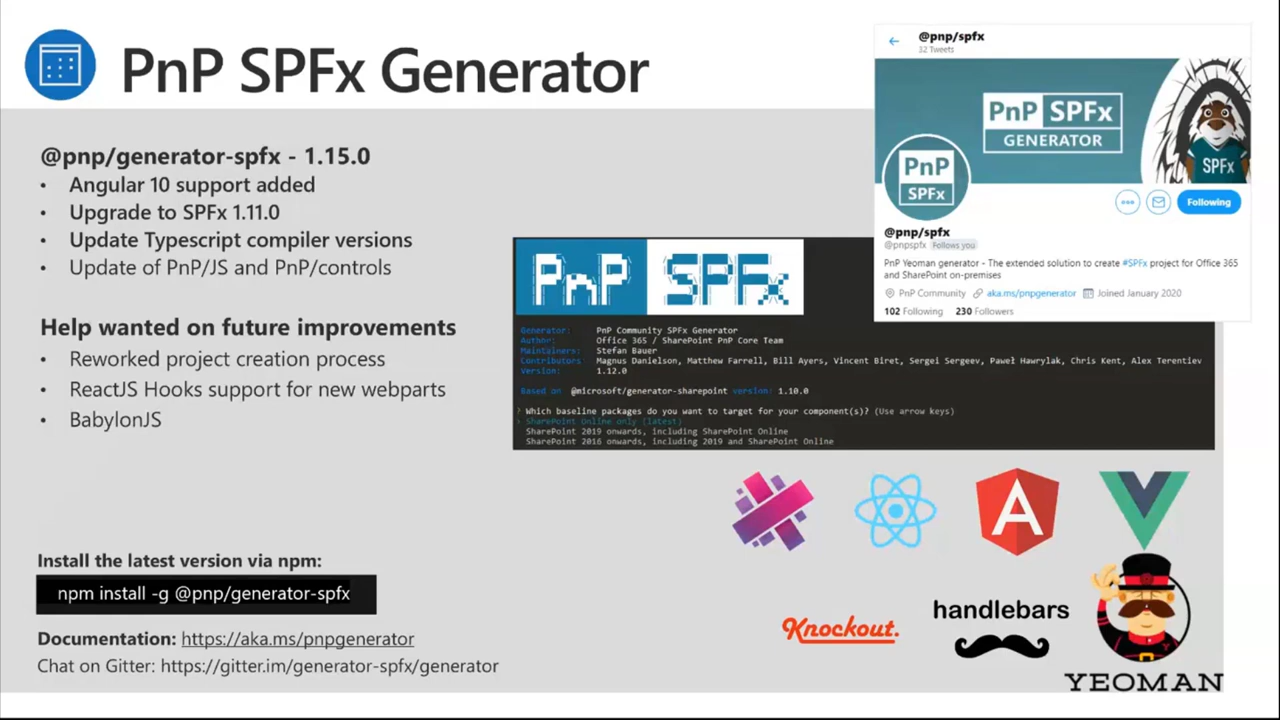 PnP SPFx Generator
@pnp/generator-spfx - 1.15.0
• Angular 10 support added
• Upgrade to SPFx 1.11.0
• Update Typescript compiler versions
• Update of PnP/JS and PnP/controls
Help wanted on future improvements
• Reworked project creation process
• ReactJS Hooks support for new webparts
• BabylonJS
Install the latest version via npm:
npm install -g @pnp/generator-spfx
Documentation: https://aka.ms/pnpgenerator
Chat on Gitter: https://gitter.im/generator-spfx/generator
@pnp/spfx
32 Tweets
PnP SPFx
GENERATOR
SPFx
PnP
SPFx
Following
@pnp/spfx
@pnpspfx Follows you
PnP Yeoman generator - The extended solution to create #SPFx project for Office 365
and SharePoint on-premises
PnP Community aka.ms/pnpgenerator Joined January 2020
102 Following 230 Followers
PnP SPFx
Generator: PnP Community SPFx Generator
Author: Office 365 / SharePoint PnP Core Team
Maintainers: Stefan Bauer
Contributors Magnus Danielson, Matthew Farrell, Bill Ayers, Vincent Biret, Sergei Sergeev, Paweł Hawrylak, Chris Kent, Alex Terentiev
Version: 1.12.0
Based on @microsoft/generator-sharepoint version: 1.10.0
? Which baseline packages do you want to target for your component(s)? (Use arrow keys)
> SharePoint Online only (latest)
SharePoint 2019 onwards, including SharePoint Online
SharePoint 2016 onwards, including 2019 and SharePoint Online
A
Knockout.
handlebars
YEOMAN